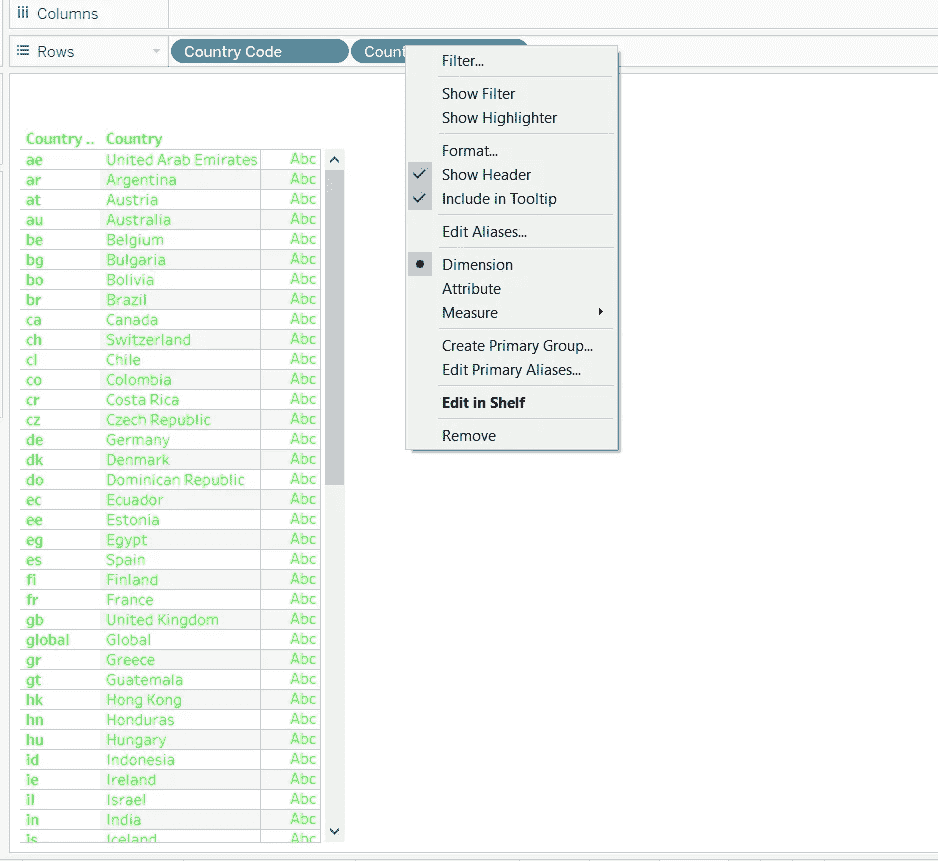 Columns
Rows Country Code Count
Filter...
Show Filter
Show Highlighter
Format...
Show Header
Include in Tooltip
Edit Aliases...
Dimension
Attribute
Measure
Create Primary Group...
Edit Primary Aliases...
Edit in Shelf
Remove
Country .. Country
ae United Arab Emirates Abc
ar Argentina Abc
at Austria Abc
au Australia Abc
be Belgium Abc
bg Bulgaria Abc
bo Bolivia Abc
br Brazil Abc
ca Canada Abc
ch Switzerland Abc
cl Chile Abc
co Colombia Abc
cr Costa Rica Abc
cz Czech Republic Abc
de Germany Abc
dk Denmark Abc
do Dominican Republic Abc
ec Ecuador Abc
ee Estonia Abc
eg Egypt Abc
es Spain Abc
fi Finland Abc
fr France Abc
gb United Kingdom Abc
global Global Abc
gr Greece Abc
gt Guatemala Abc
hk Hong Kong Abc
hn Honduras Abc
hu Hungary Abc
id Indonesia Abc
ie Ireland Abc
il Israel Abc
in India Abc
is Iceland Abc